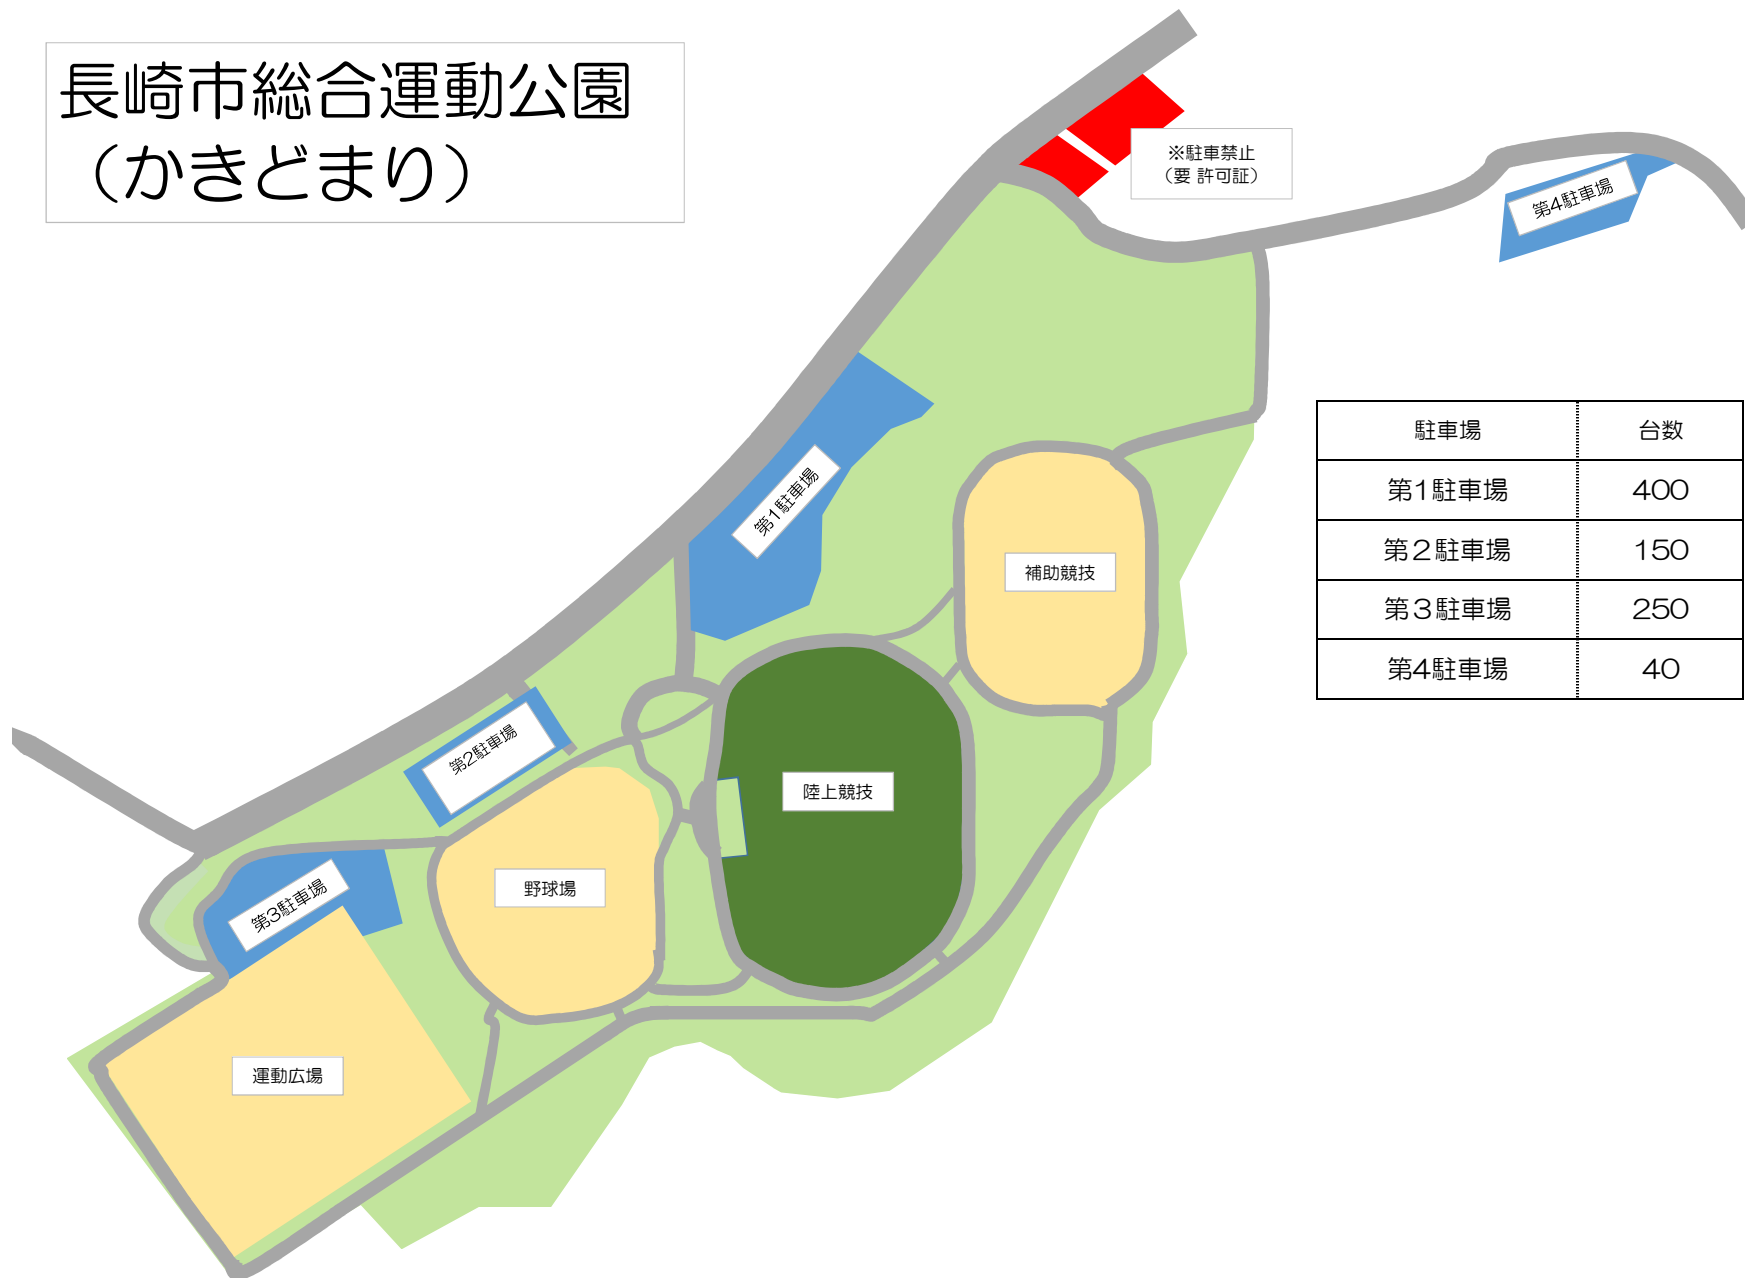 長崎市総合運動公園
（かきどまり）
※駐車禁止
（要 許可証）
第4駐車場
駐車場 台数
第1駐車場 400
第２駐車場 150
第３駐車場 250
第4駐車場 40
第1駐車場
補助競技
第2駐車場
陸上競技
野球場
第3駐車場
運動広場